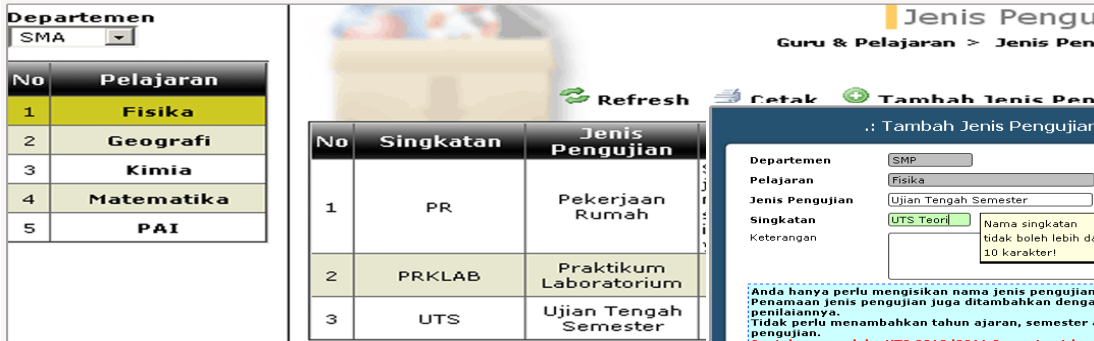 Departemen
SMA
No Pelajaran
1 Fisika
2 Geografi
3 Kimia
4 Matematika
5 PAI
Jenis Pengu
Guru & Pelajaran > Jenis Pen
Refresh Cetak Tambah Jenis Pen
No Singkatan Jenis Pengujian
1 PR Pekerjaan Rumah
2 PRKLAB Praktikum Laboratorium
3 UTS Ujian Tengah Semester
.: Tambah Jenis Pengujian
Departemen SMP
Pelajaran Fisika
Jenis Pengujian Ujian Tengah Semester
Singkatan UTS Teori
Keterangan
Nama singkatan
tidak boleh lebih da
10 karakter!
Anda hanya perlu mengisikan nama jenis pengujian
Penamaan jenis pengujian juga ditambahkan denga
penilaiannya.
Tidak perlu menambahkan tahun ajaran, semester
pengujian.